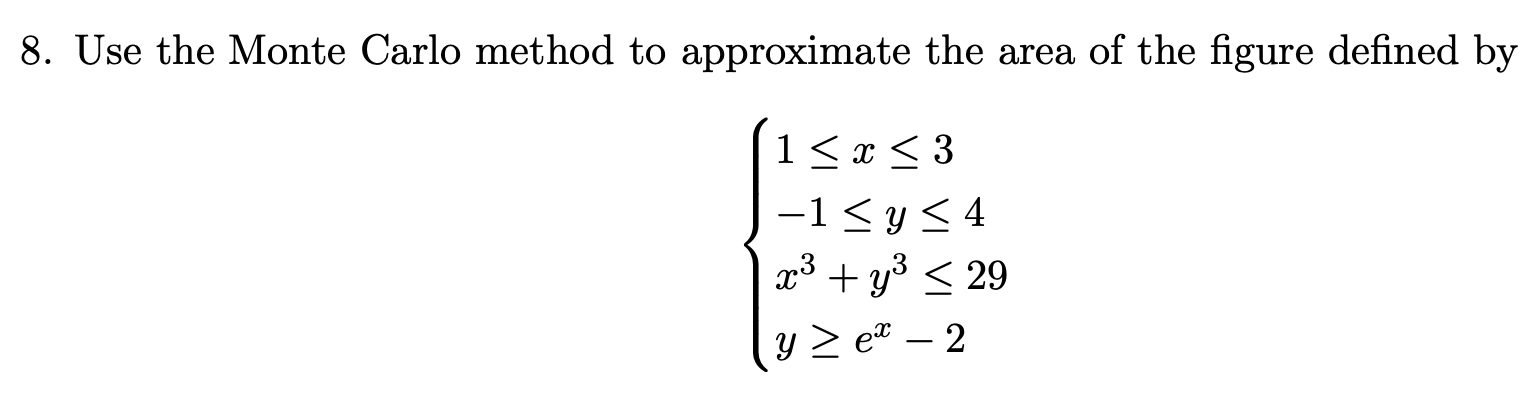 8. Use the Monte Carlo method to approximate the area of the figure defined by
1 ≤ x ≤ 3
−1 ≤ y ≤ 4
x³ + y³ ≤ 29
y ≥ eˣ − 2